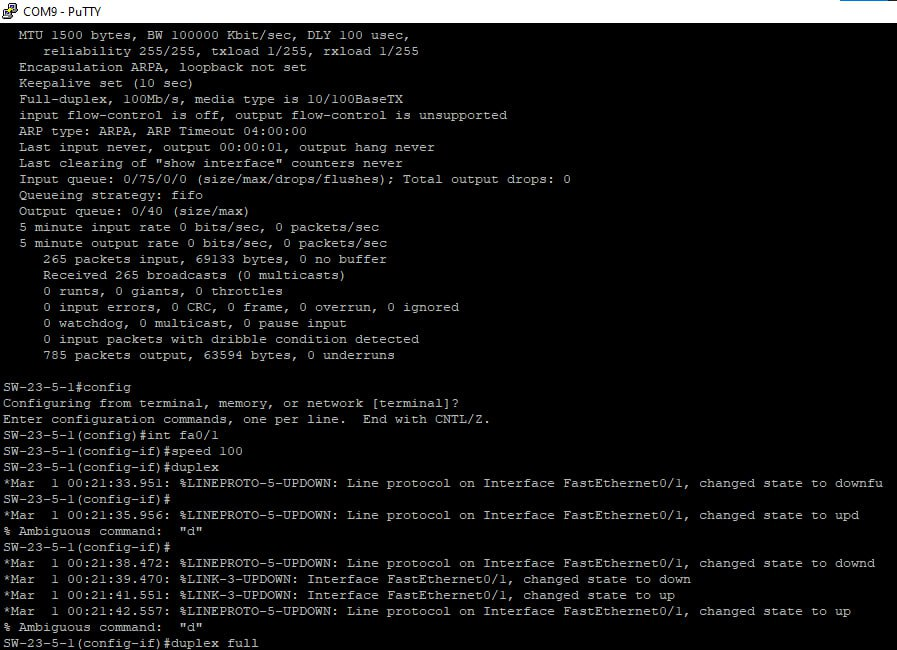 COM9 - PuTTY
MTU 1500 bytes, BW 100000 Kbit/sec, DLY 100 usec,
reliability 255/255, txload 1/255, rxload 1/255
Encapsulation ARPA, loopback not set
Keepalive set (10 sec)
Full-duplex, 100Mb/s, media type is 10/100BaseTX
input flow-control is off, output flow-control is unsupported
ARP type: ARPA, ARP Timeout 04:00:00
Last input never, output 00:00:01, output hang never
Last clearing of "show interface" counters never
Input queue: 0/75/0/0 (size/max/drops/flushes); Total output drops: 0
Queueing strategy: fifo
Output queue: 0/40 (size/max)
5 minute input rate 0 bits/sec, 0 packets/sec
5 minute output rate 0 bits/sec, 0 packets/sec
265 packets input, 69133 bytes, 0 no buffer
Received 265 broadcasts (0 multicasts)
0 runts, 0 giants, 0 throttles
0 input errors, 0 CRC, 0 frame, 0 overrun, 0 ignored
0 watchdog, 0 multicast, 0 pause input
0 input packets with dribble condition detected
785 packets output, 63594 bytes, 0 underruns
SW-23-5-1#config
Configuring from terminal, memory, or network [terminal]?
Enter configuration commands, one per line.  End with CNTL/Z.
SW-23-5-1(config)#int fa0/1
SW-23-5-1(config-if)#speed 100
SW-23-5-1(config-if)#duplex
*Mar  1 00:21:33.951: %LINEPROTO-5-UPDOWN: Line protocol on Interface FastEthernet0/1, changed state to downfu
SW-23-5-1(config-if)#
*Mar  1 00:21:35.956: %LINEPROTO-5-UPDOWN: Line protocol on Interface FastEthernet0/1, changed state to upd
% Ambiguous command:  "d"
SW-23-5-1(config-if)#
*Mar  1 00:21:38.472: %LINEPROTO-5-UPDOWN: Line protocol on Interface FastEthernet0/1, changed state to downd
*Mar  1 00:21:39.470: %LINK-3-UPDOWN: Interface FastEthernet0/1, changed state to down
*Mar  1 00:21:41.551: %LINK-3-UPDOWN: Interface FastEthernet0/1, changed state to up
*Mar  1 00:21:42.557: %LINEPROTO-5-UPDOWN: Line protocol on Interface FastEthernet0/1, changed state to up
% Ambiguous command:  "d"
SW-23-5-1(config-if)#duplex full